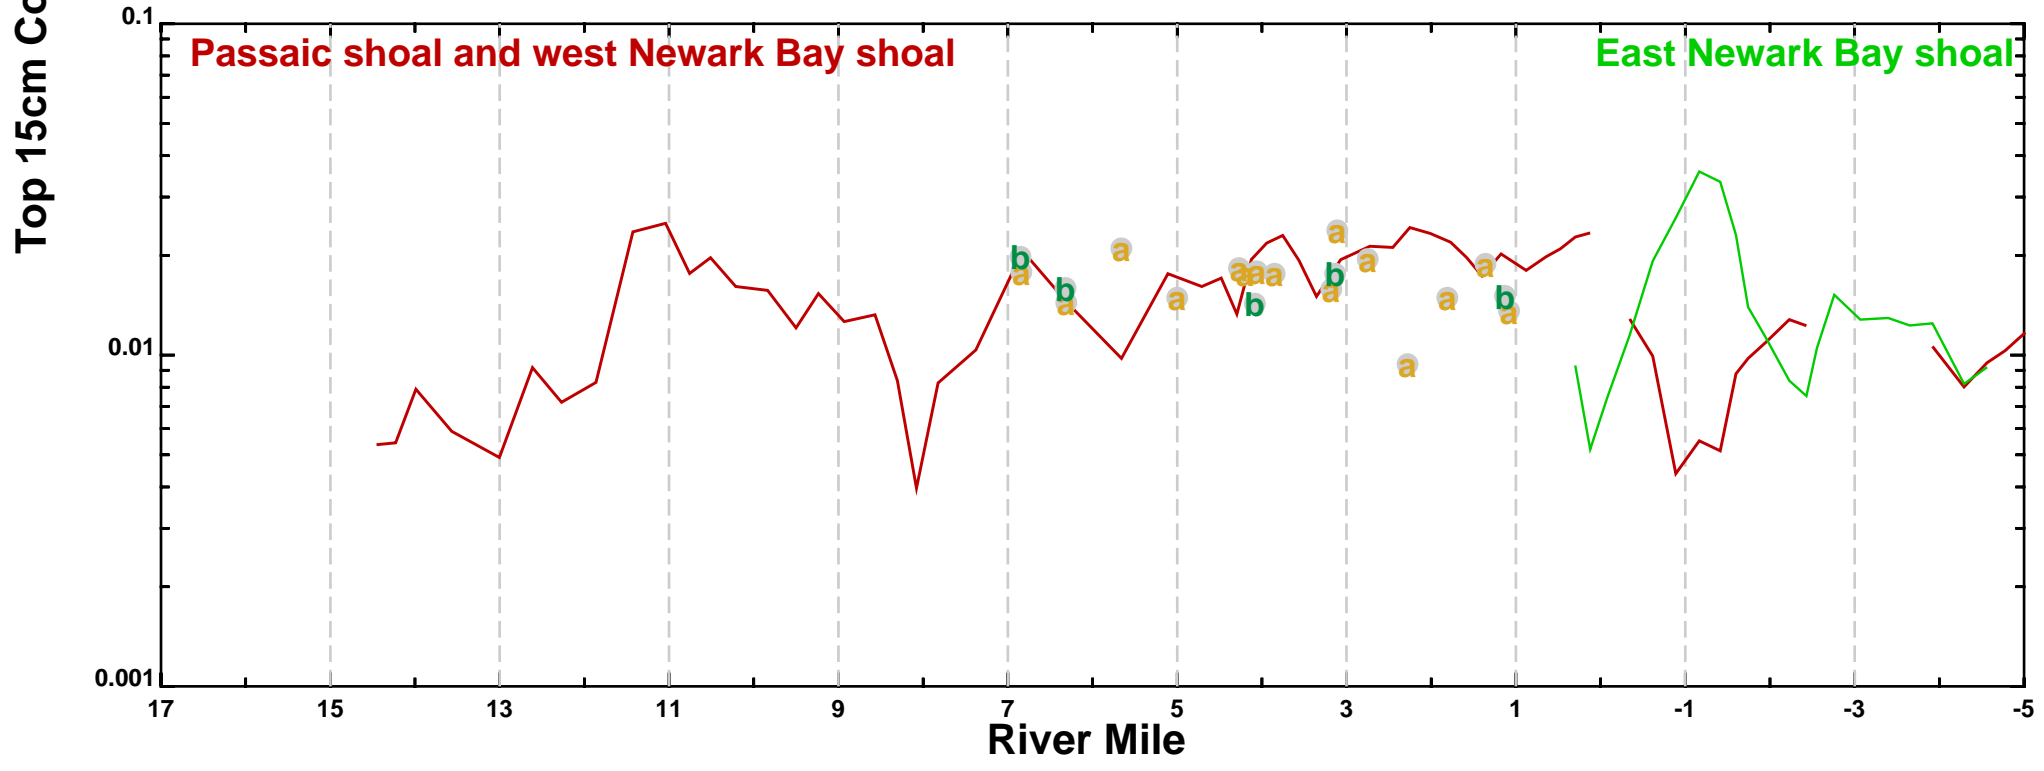 Top 15cm
0.1
0.01
0.001
Passaic shoal and west Newark Bay shoal
East Newark Bay shoal
b
a
b
a
a
a
a
a
a
a
b
a
b
a
a
a
a
a
b
a
17 15 13 11 9 7 5 3 1 -1 -3 -5
River Mile